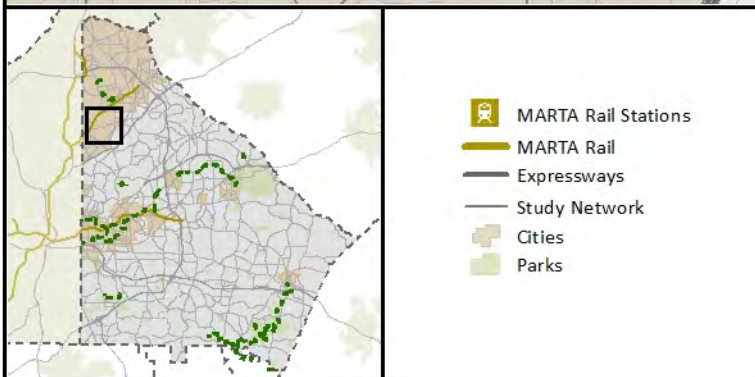 MARTA Rail Stations
MARTA Rail
Expressways
Study Network
Cities
Parks